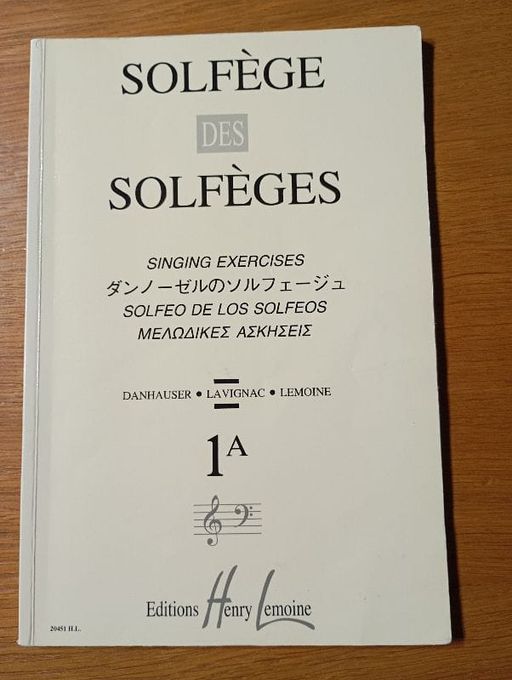 SOLFÈGE
DES
SOLFÈGES
SINGING EXERCISES
ダンノーゼルのソルフェージュ
SOLFEO DE LOS SOLFEOS
ΜΕΛΩΔΙΚΕΣ ΑΣΚΗΣΕΙΣ
DANHAUSER • LAVIGNAC • LEMOINE
1A
Editions Henry Lemoine
20451 H.L.